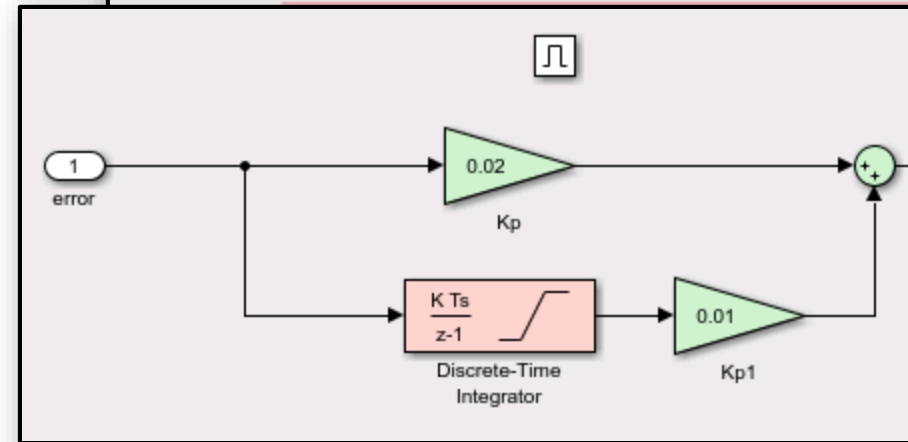 1
error
0.02
Kp
K Ts
z-1
Discrete-Time
Integrator
0.01
Kp1
+
+